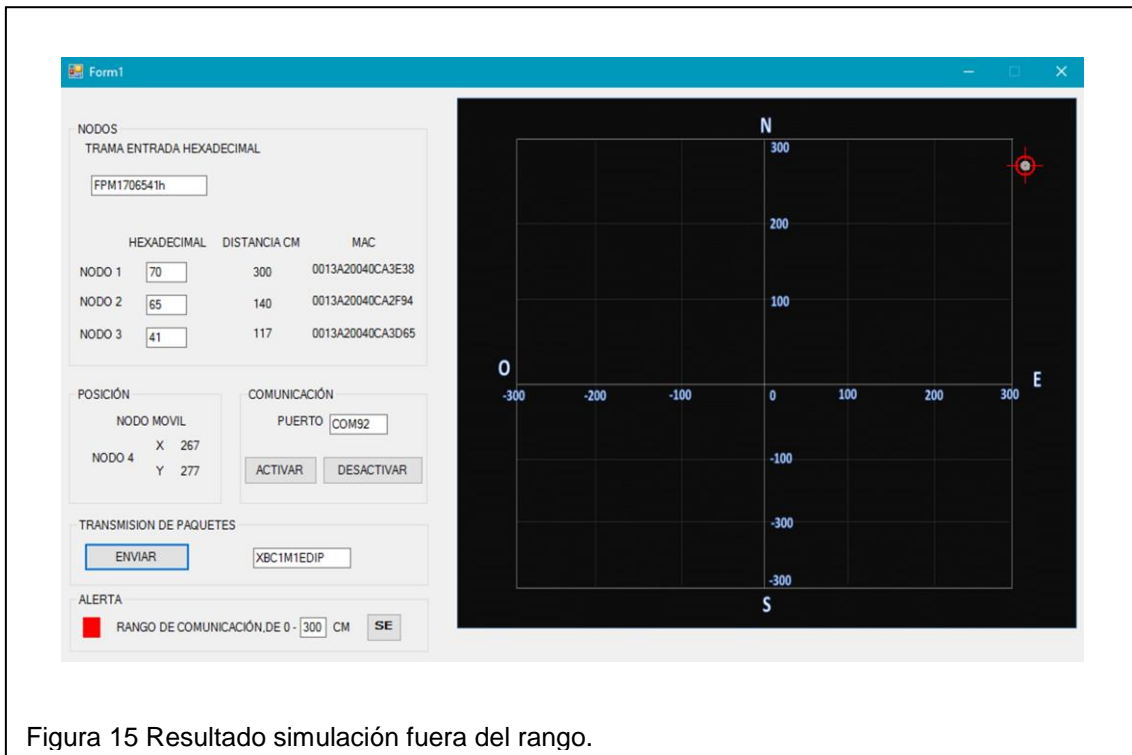 Form1
NODOS
TRAMA ENTRADA HEXADECIMAL
FPM1706541h
HEXADECIMAL DISTANCIA CM MAC
NODO 1 70 300 0013A20040CA3E38
NODO 2 65 140 0013A20040CA2F94
NODO 3 41 117 0013A20040CA3D65
POSICIÓN
NODO MOVIL
NODO 4
X 267
Y 277
COMUNICACIÓN
PUERTO COM92
ACTIVAR DESACTIVAR
TRANSMISION DE PAQUETES
ENVIAR XBC1M1EDIP
ALERTA
RANGO DE COMUNICACIÓN,DE 0 - 300 CM SE
N
300
200
100
O E
-300 -200 -100 0 100 200 300
-100
-300
-300
S
Figura 15 Resultado simulación fuera del rango.